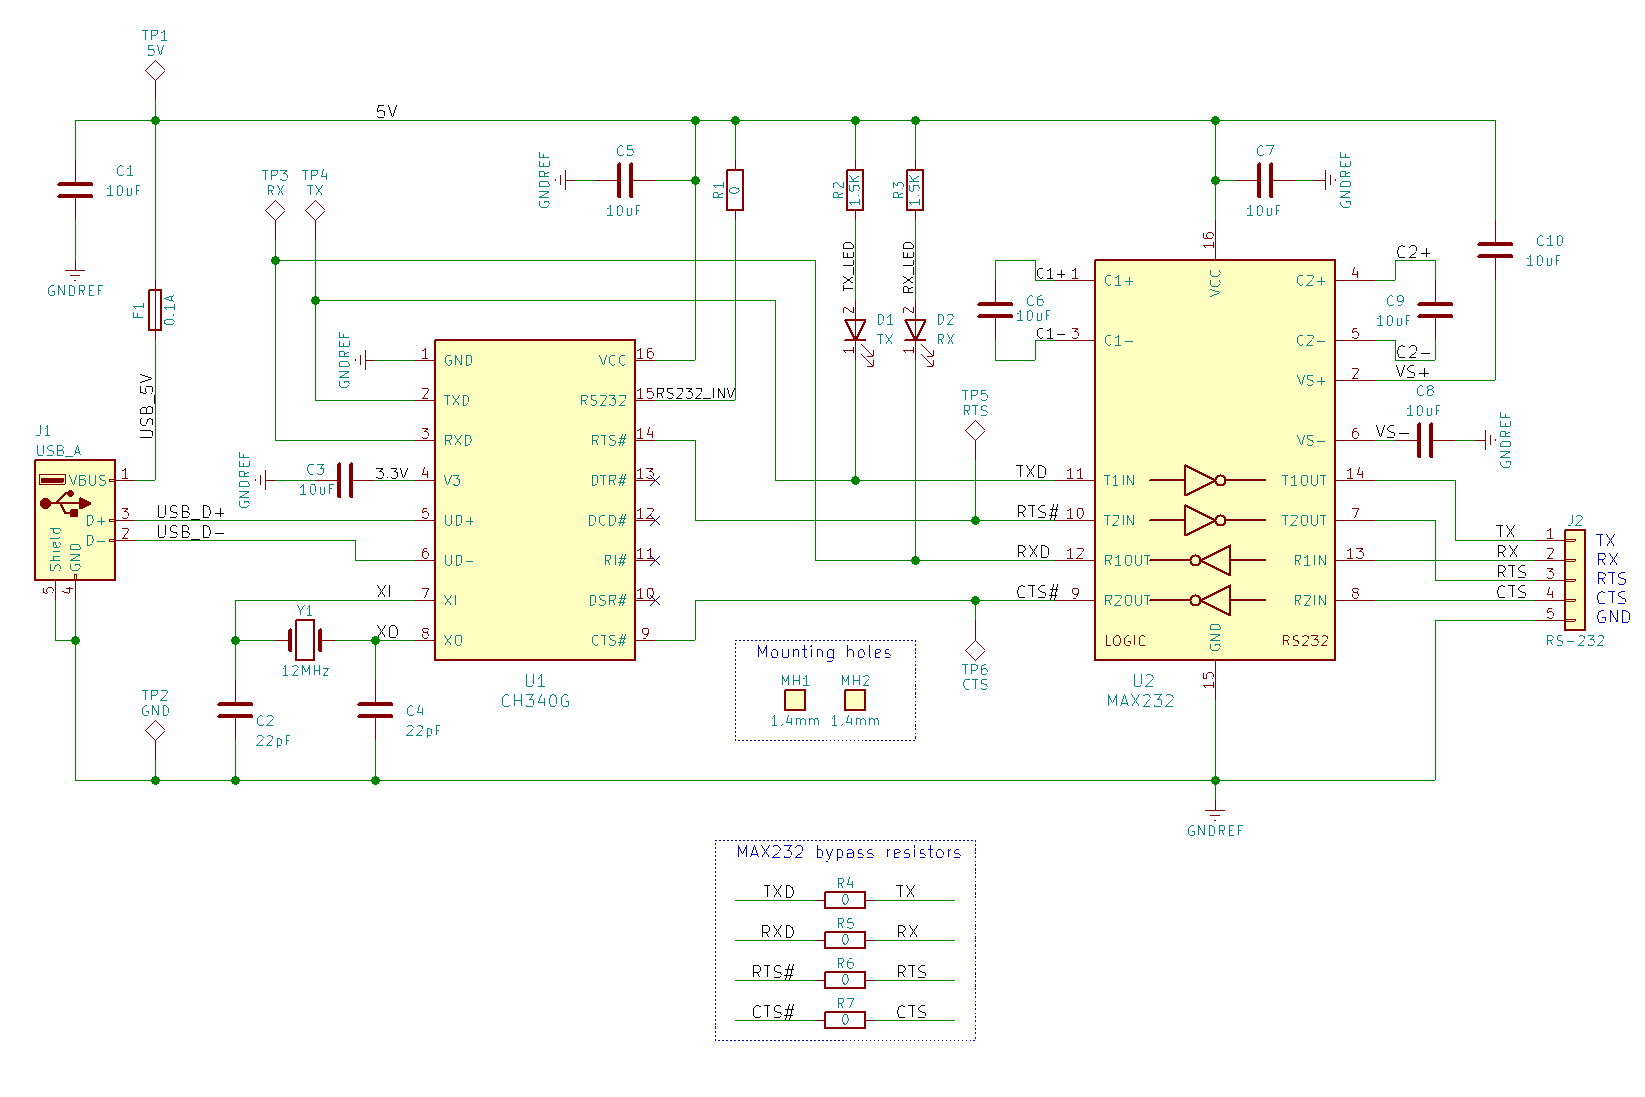 TP1
5V
5V
C1
10uF
GNDREF
F1
0.1A
USB_5V
TP3
RX
TP4
TX
GNDREF
C5
10uF
R1
0
R2
1.5K
R3
1.5K
TX_LED
RX_LED
2
D1
TX
1
2
D2
RX
1
C7
10uF
GNDREF
C10
10uF
J1
USB_A
VBUS
1
D+
3
D-
2
Shield
GND
5
4
USB_D+
USB_D-
GNDREF
GNDREF
C3
10uF
3.3V
XI
XO
Y1
12MHz
C2
22pF
C4
22pF
TP2
GND
1
GND
2
TXD
3
RXD
4
V3
5
UD+
6
UD-
7
XI
8
XO
VCC
16
RS232
15
RS232_INV
RTS#
14
DTR#
13
DCD#
12
RI#
11
DSR#
10
CTS#
9
U1
CH340G
TP5
RTS
TP6
CTS
Mounting holes
MH1
1.4mm
MH2
1.4mm
C1+
1
C1+
C6
10uF
C1-
3
C1-
16
VCC
C2+
4
C2+
C9
10uF
C2-
5
C2-
VS+
2
VS+
C8
10uF
VS-
6
VS-
GNDREF
TXD
11
T1IN
T1OUT
14
RTS#
10
T2IN
T2OUT
7
RXD
12
R1OUT
R1IN
13
CTS#
9
R2OUT
R2IN
8
LOGIC
GND
RS232
15
U2
MAX232
GNDREF
J2
TX
1
TX
RX
2
RX
RTS
3
RTS
CTS
4
CTS
5
GND
RS-232
MAX232 bypass resistors
TXD
R4
0
TX
RXD
R5
0
RX
RTS#
R6
0
RTS
CTS#
R7
0
CTS